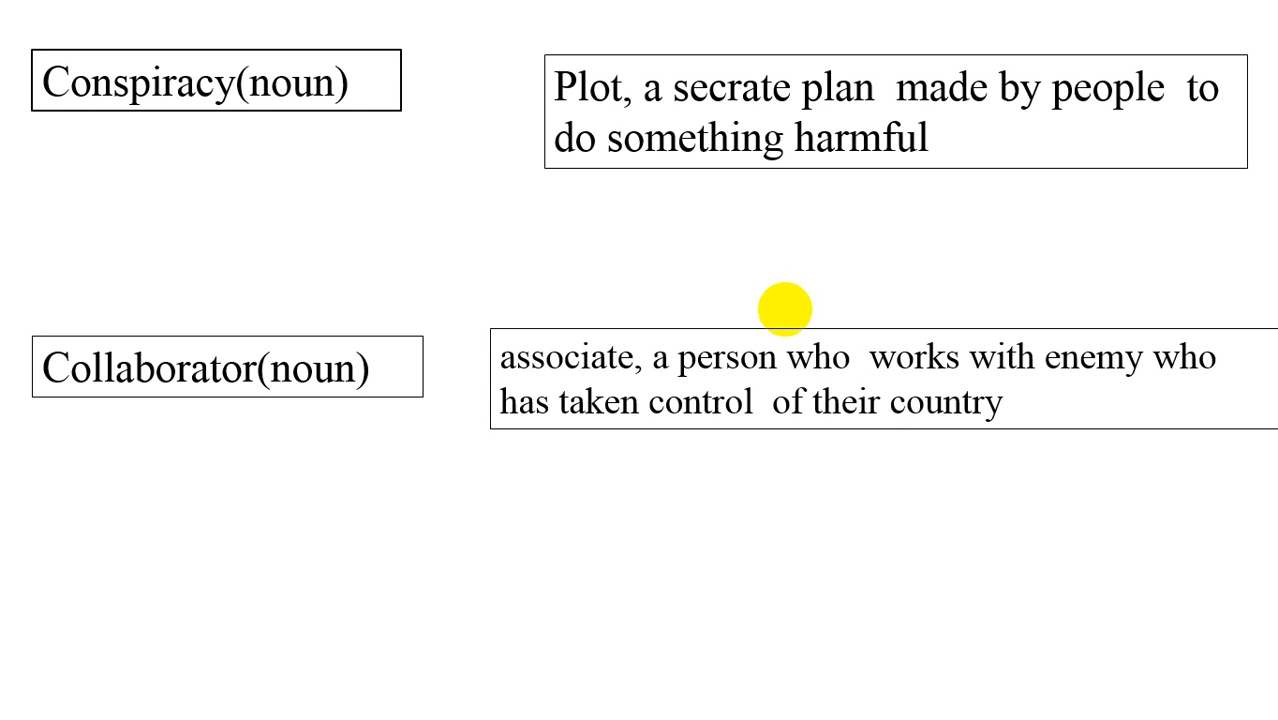 Conspiracy(noun)
Plot, a secrate plan  made by people  to
do something harmful
Collaborator(noun)
associate, a person who  works with enemy who
has taken control  of their country